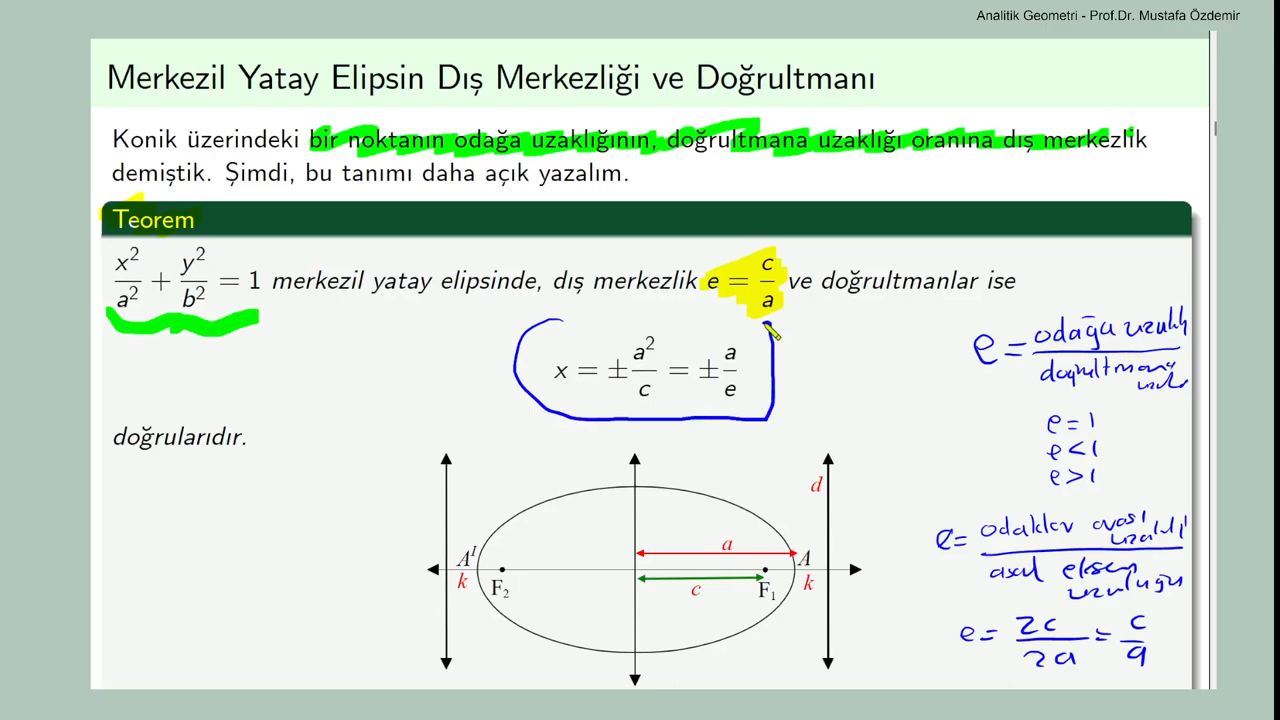 Analitik Geometri - Prof.Dr. Mustafa Özdemir
Merkezil Yatay Elipsin Dış Merkezliği ve Doğrultmanı
Konik üzerindeki bir noktanın odağa uzaklığının, doğrultmana uzaklığı oranına dış merkezlik
demiştik. Şimdi, bu tanımı daha açık yazalım.
Teorem
x²/a² + y²/b² = 1 merkezil yatay elipsinde, dış merkezlik e = c/a ve doğrultmanlar ise
x = ± a²/c = ± a/e
doğrularıdır.
e = odağa / doğrultmana
e = 1
e < 1
e > 1
e = odaklar arası / asal eksen uzunluğu
e = 2c/2a = c/a
d
a
A^I
A
k
k
F₂
c
F₁